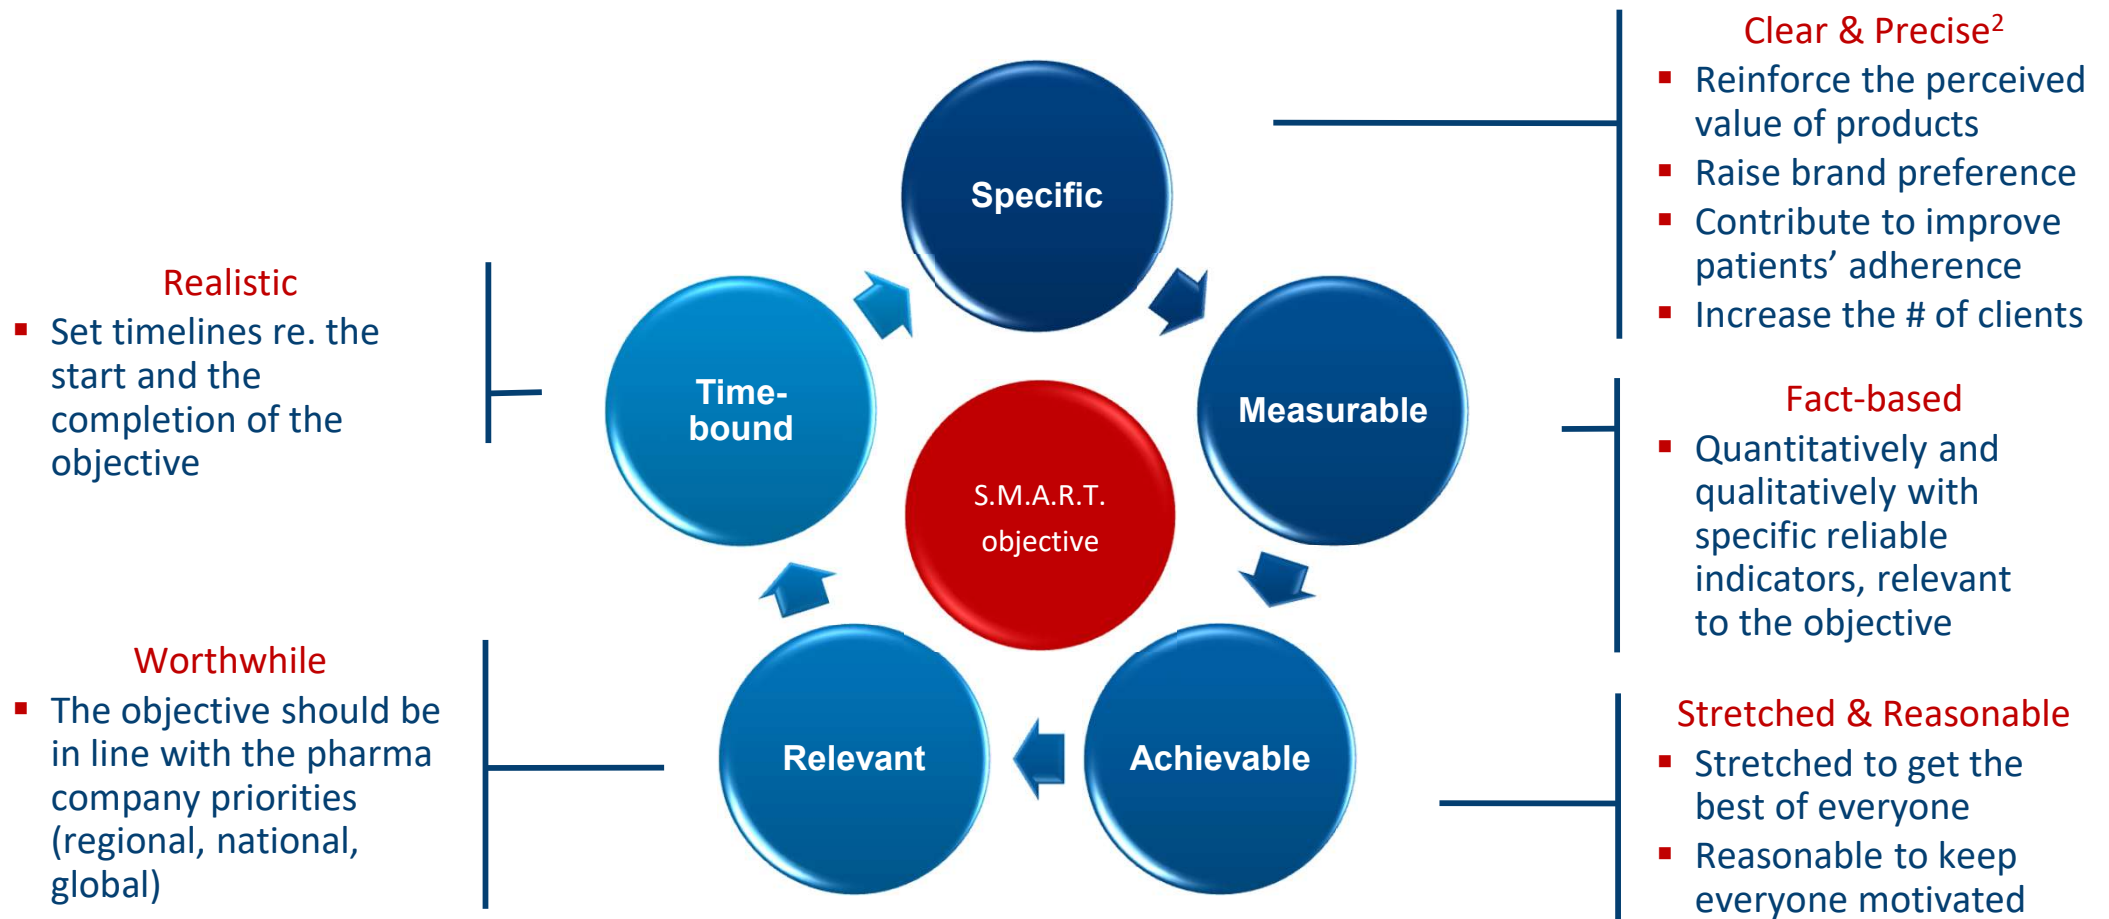 Clear & Precise²
▪ Reinforce the perceived
value of products
▪ Raise brand preference
▪ Contribute to improve
patients’ adherence
▪ Increase the # of clients
Specific
Realistic
▪ Set timelines re. the
start and the
completion of the
objective
Time-
bound
Measurable
Fact-based
▪ Quantitatively and
qualitatively with
specific reliable
indicators, relevant
to the objective
S.M.A.R.T.
objective
Worthwhile
▪ The objective should be
in line with the pharma
company priorities
(regional, national,
global)
Relevant
Achievable
Stretched & Reasonable
▪ Stretched to get the
best of everyone
▪ Reasonable to keep
everyone motivated